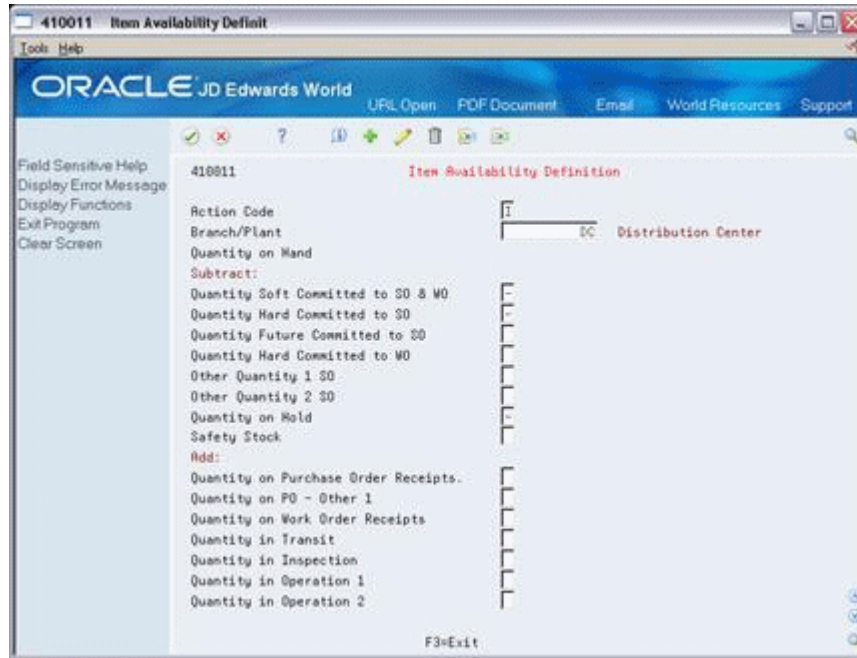 410011 Item Availability Definit
Tools Help
ORACLE JD Edwards World
URL Open PDF Document Email World Resources Support
?
Field Sensitive Help
Display Error Message
Display Functions
Exit Program
Clear Screen
410011 Item Availability Definition
Action Code I
Branch/Plant DC Distribution Center
Quantity on Hand
Subtract:
Quantity Soft Committed to SO & WO -
Quantity Hard Committed to SO -
Quantity Future Committed to SO
Quantity Hard Committed to WO
Other Quantity 1 SO
Other Quantity 2 SO
Quantity on Hold -
Safety Stock
Add:
Quantity on Purchase Order Receipts.
Quantity on PO - Other 1
Quantity on Work Order Receipts
Quantity in Transit
Quantity in Inspection
Quantity in Operation 1
Quantity in Operation 2
F3=Exit